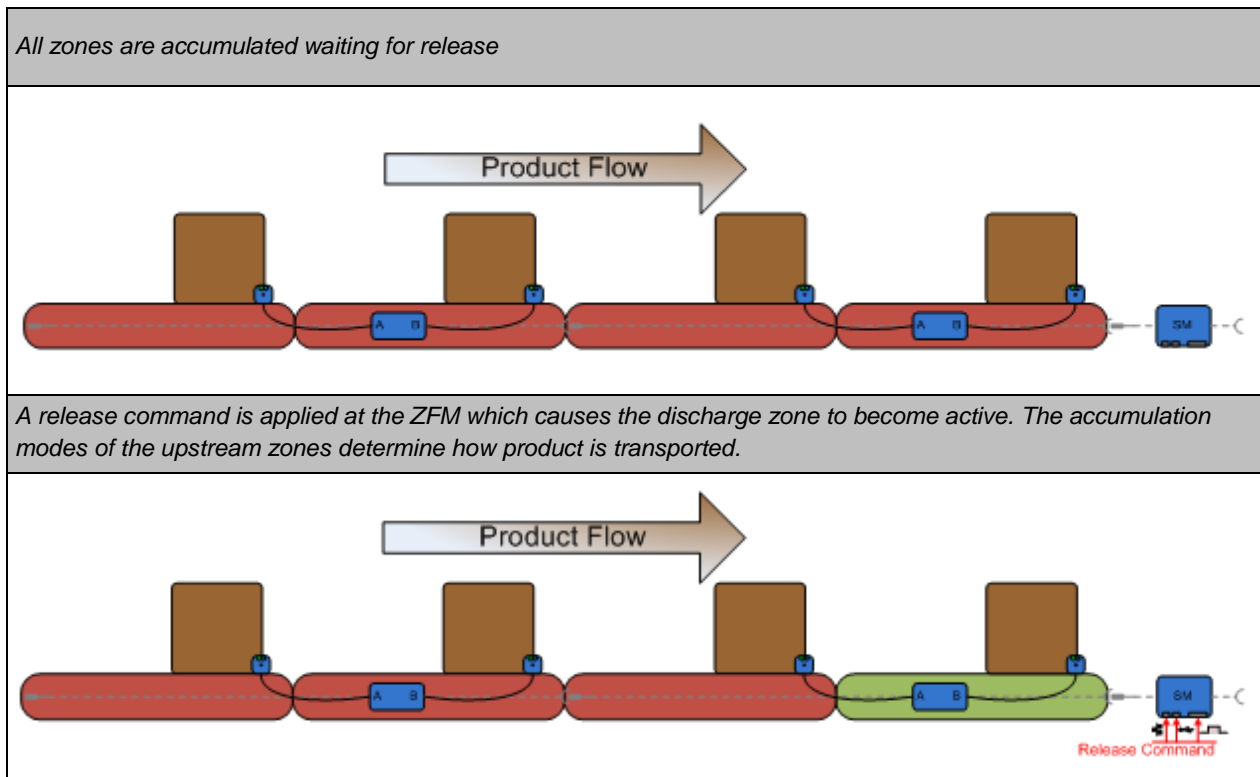 All zones are accumulated waiting for release
Product Flow
A B A B SM
A release command is applied at the ZFM which causes the discharge zone to become active. The accumulation
modes of the upstream zones determine how product is transported.
Product Flow
A B A B SM
Release Command